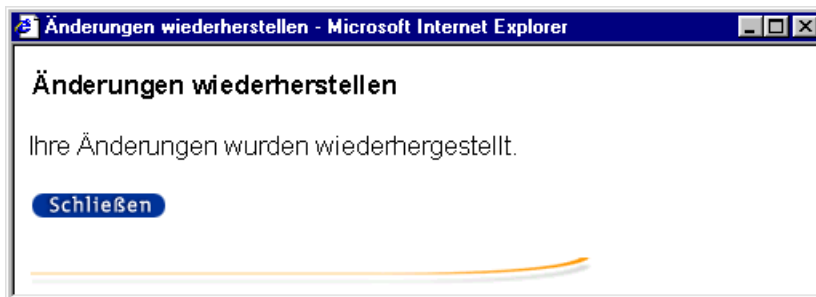 Änderungen wiederherstellen - Microsoft Internet Explorer
Änderungen wiederherstellen
Ihre Änderungen wurden wiederhergestellt.
Schließen